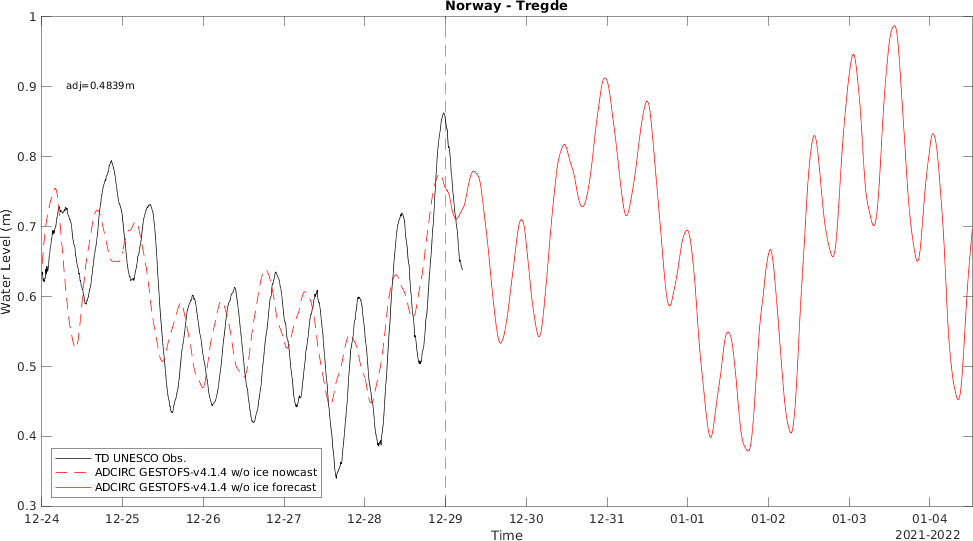 Norway - Tregde
1
0.9
0.8
0.7
0.6
0.5
0.4
0.3
Water Level (m)
adj=0.4839m
TD UNESCO Obs.
ADCIRC GESTOFS-v4.1.4 w/o ice nowcast
ADCIRC GESTOFS-v4.1.4 w/o ice forecast
12-24 12-25 12-26 12-27 12-28 12-29 12-30 12-31 01-01 01-02 01-03 01-04
Time
2021-2022